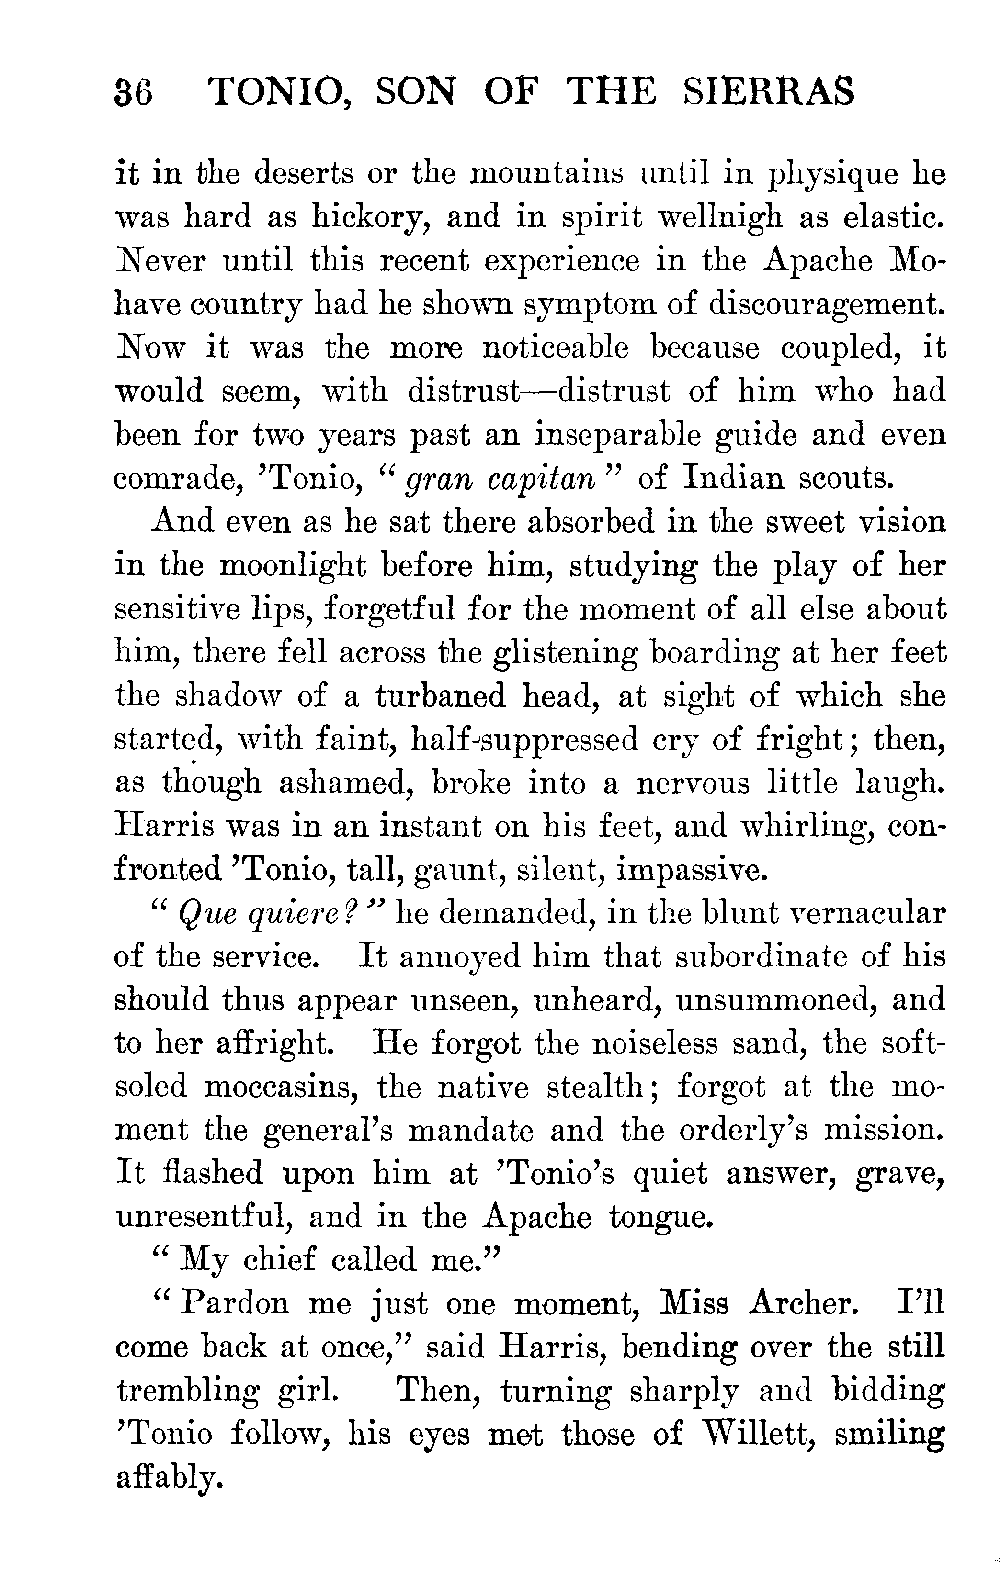 36 TONIO, SON OF THE SIERRAS
it in the deserts or the mountains until in physique he
was hard as hickory, and in spirit wellnigh as elastic.
Never until this recent experience in the Apache Mo-
have country had he shown symptom of discouragement.
Now it was the more noticeable because coupled, it
would seem, with distrust—distrust of him who had
been for two years past an inseparable guide and even
comrade, ’Tonio, “ gran capitan ” of Indian scouts.
And even as he sat there absorbed in the sweet vision
in the moonlight before him, studying the play of her
sensitive lips, forgetful for the moment of all else about
him, there fell across the glistening boarding at her feet
the shadow of a turbaned head, at sight of which she
started, with faint, half-suppressed cry of fright; then,
as though ashamed, broke into a nervous little laugh.
Harris was in an instant on his feet, and whirling, con-
fronted ’Tonio, tall, gaunt, silent, impassive.
“ Que quiere? ” he demanded, in the blunt vernacular
of the service. It annoyed him that subordinate of his
should thus appear unseen, unheard, unsummoned, and
to her affright. He forgot the noiseless sand, the soft-
soled moccasins, the native stealth; forgot at the mo-
ment the general’s mandate and the orderly’s mission.
It flashed upon him at ’Tonio’s quiet answer, grave,
unresentful, and in the Apache tongue.
“ My chief called me.”
“ Pardon me just one moment, Miss Archer. I’ll
come back at once,” said Harris, bending over the still
trembling girl. Then, turning sharply and bidding
’Tonio follow, his eyes met those of Willett, smiling
affably.